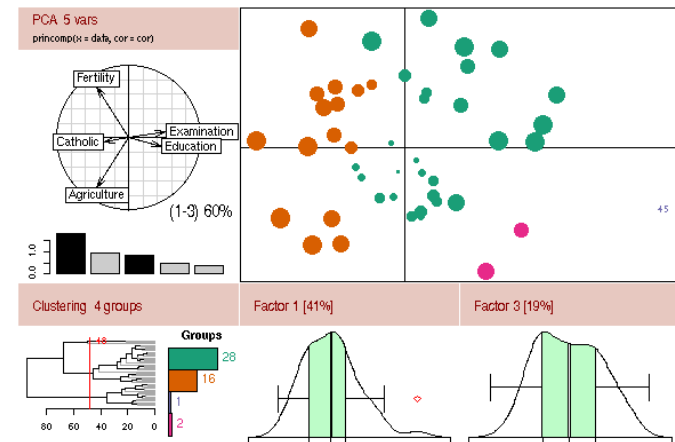 PCA 5 vars
princomp(x = data, cor = cor)
Fertility
Examination
Catholic
Education
Agriculture
(1-3) 60%
45
1.0
0.0
Clustering 4 groups
Factor 1 [41%]
Factor 3 [19%]
Groups
18
28
16
1
2
80 60 40 20 0